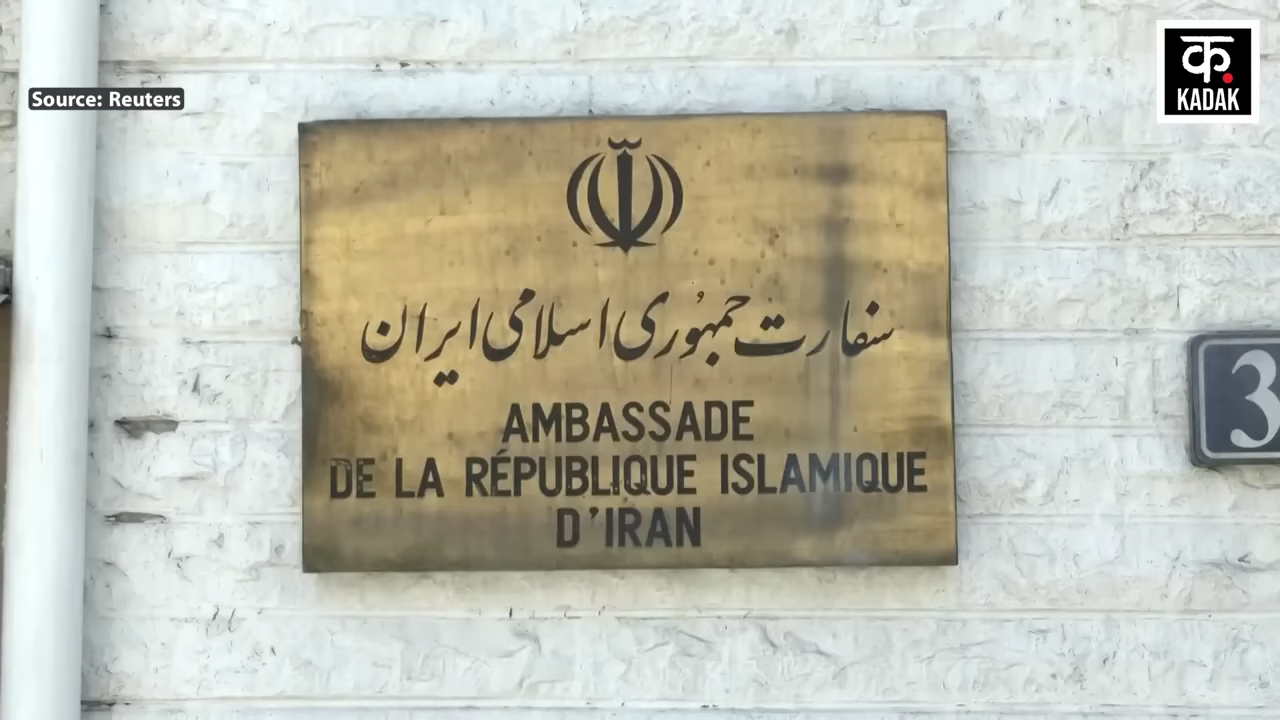 Source: Reuters
क.
KADAK
سفارت جمهوری اسلامی ایران
AMBASSADE
DE LA RÉPUBLIQUE ISLAMIQUE
D'IRAN
3